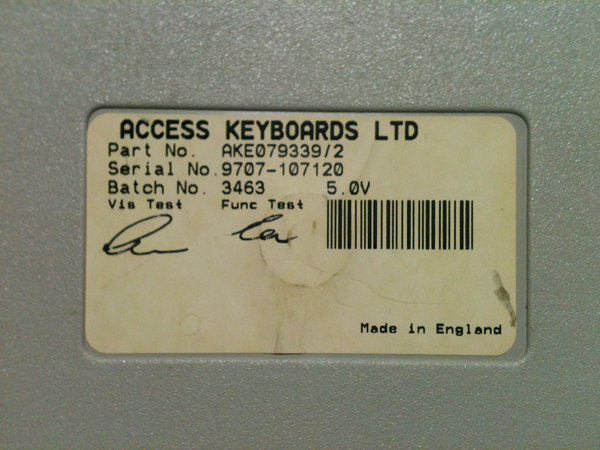 ACCESS KEYBOARDS LTD
Part No. AKE079339/2
Serial No.9707-107120
Batch No. 3463 5.0V
Vis Test Func Test
Made in England